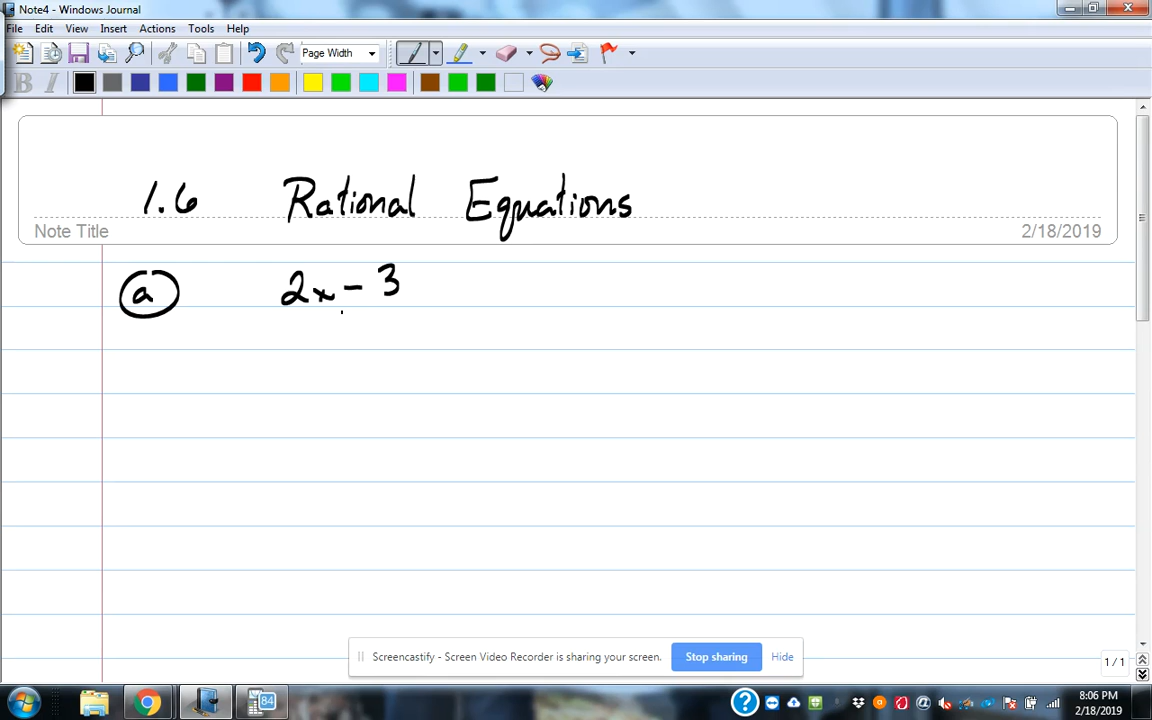 Note4 - Windows Journal
File Edit View Insert Actions Tools Help
Page Width
B I
1.6 Rational Equations
Note Title 2/18/2019
a 2x - 3
Screencastify - Screen Video Recorder is sharing your screen. Stop sharing Hide
1 / 1
84
8:06 PM
2/18/2019